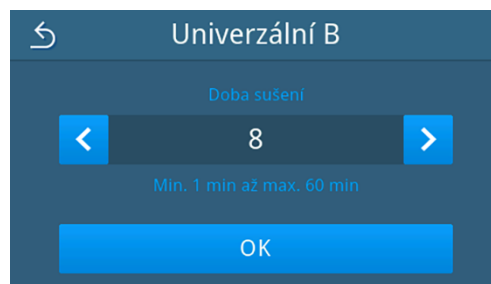 Univerzální B
Doba sušení
8
Min. 1 min až max. 60 min
OK